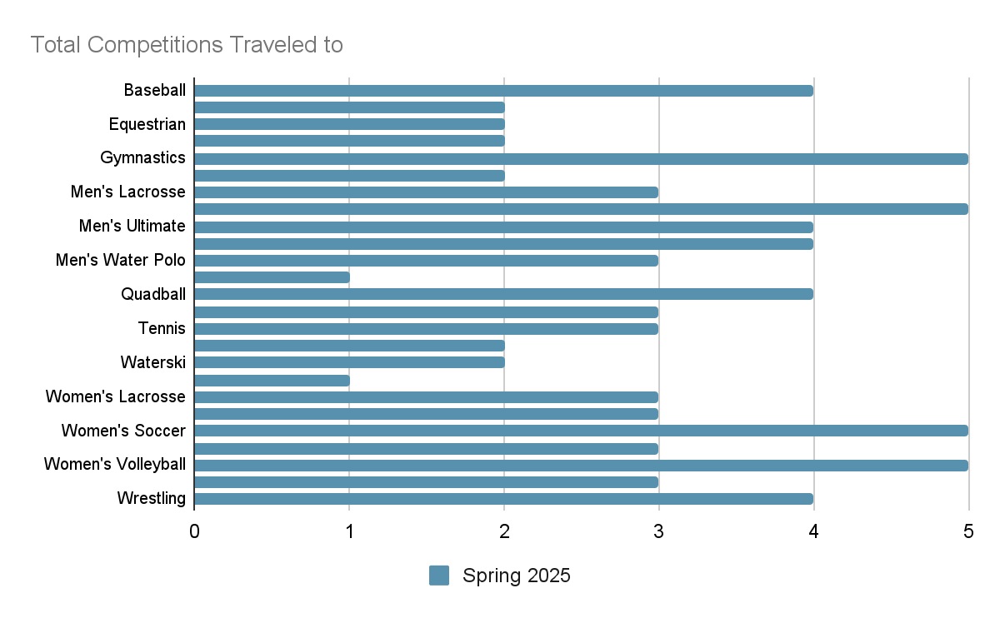 Total Competitions Traveled to
Baseball
Equestrian
Gymnastics
Men's Lacrosse
Men's Ultimate
Men's Water Polo
Quadball
Tennis
Waterski
Women's Lacrosse
Women's Soccer
Women's Volleyball
Wrestling
0 1 2 3 4 5
Spring 2025